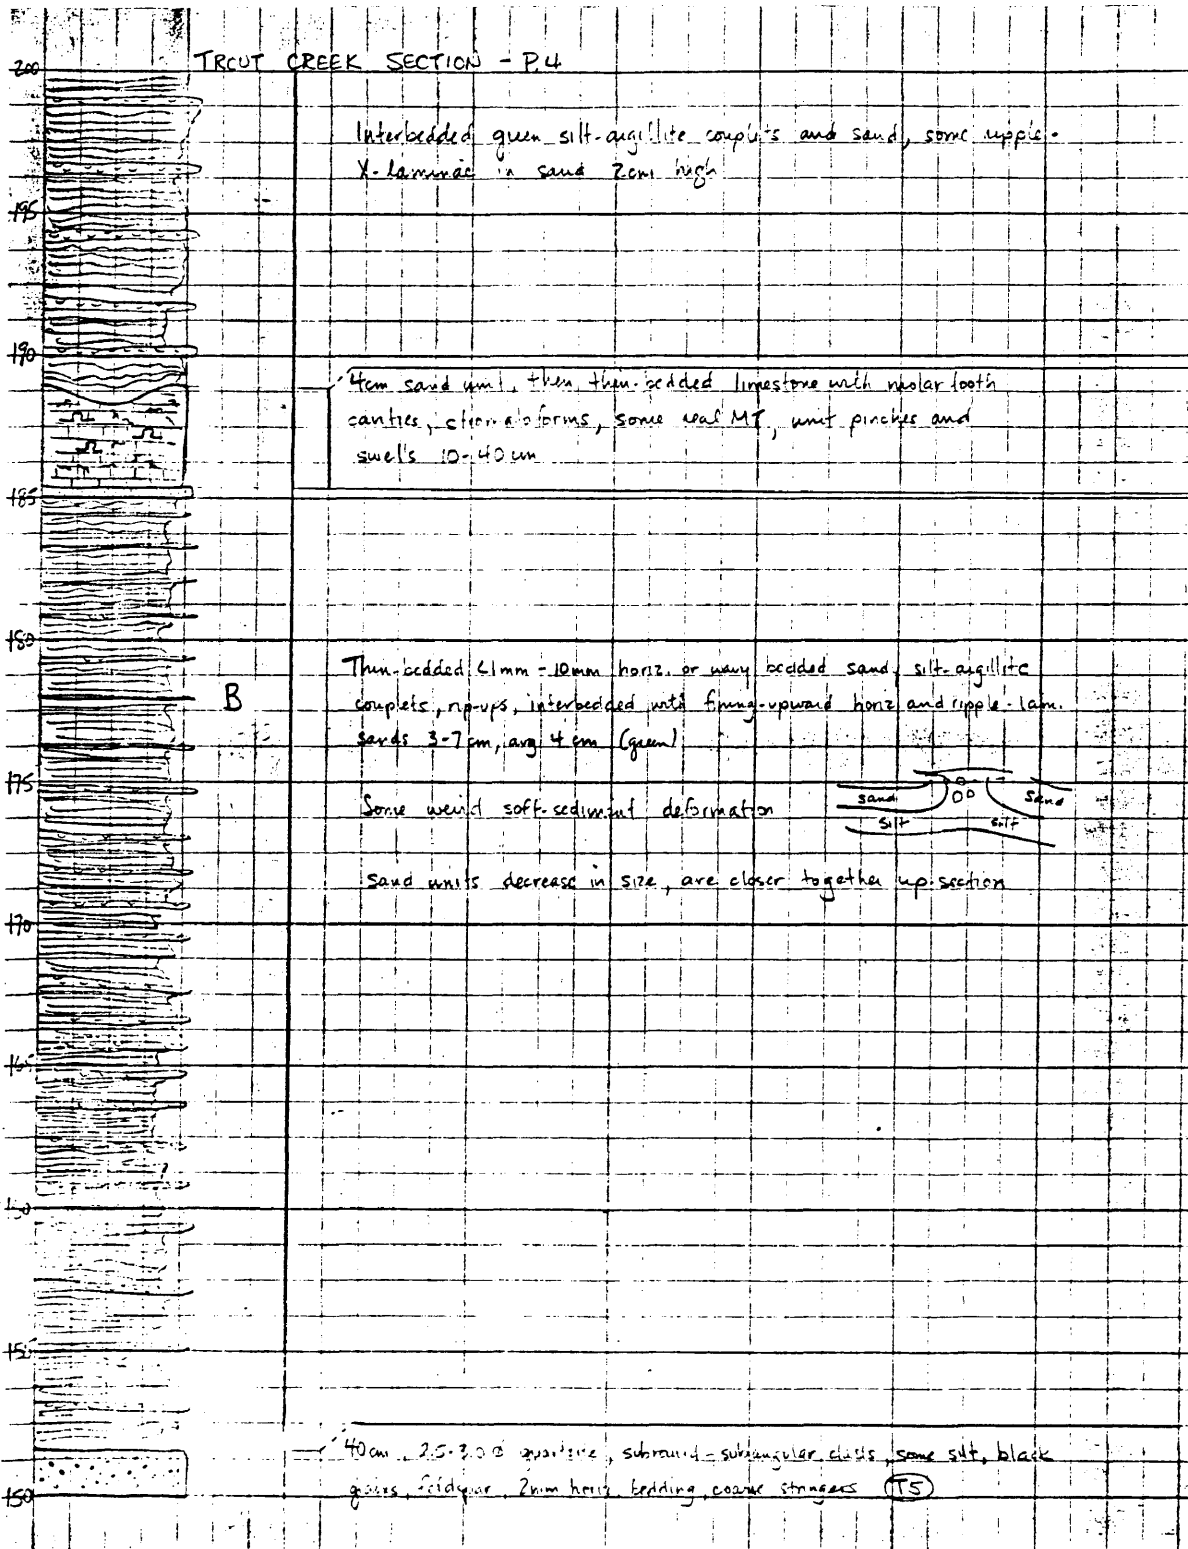 TROUT CREEK SECTION - P.4
200
Interbedded green silt-argillite couplets and sand, some ripple-
X-laminae in sand 2cm high
195
190
4cm sand unit, then thin-bedded limestone with molar tooth
cavities, some real MT, unit pinches and
swells 10-40 cm
185
180
Thin-bedded <1mm - 10mm horiz. or wavy bedded sand, silt-argillite
B
couplets, rip-ups, interbedded with fining-upward horiz and ripple-lam.
sands 3-7 cm, avg 4 cm (green)
175
Some weird soft-sediment deformation
sand sand
silt silt
sand units decrease in size, are closer together up-section
170
165
155
40cm, 2.5-3.0 Ø quartzite, subround-subangular clasts, some silt, black
grains, feldspar, 2mm horiz. bedding, coarse stringers T5
150